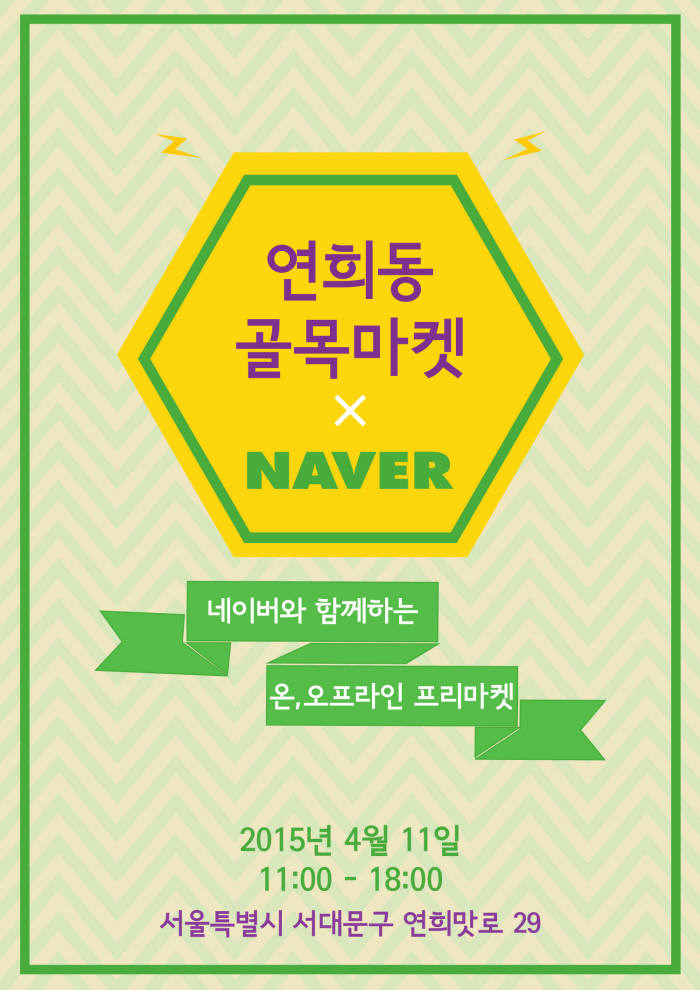 연희동
골목마켓
×
NAVER
네이버와 함께하는
온,오프라인 프리마켓
2015년 4월 11일
11:00 - 18:00
서울특별시 서대문구 연희맛로 29